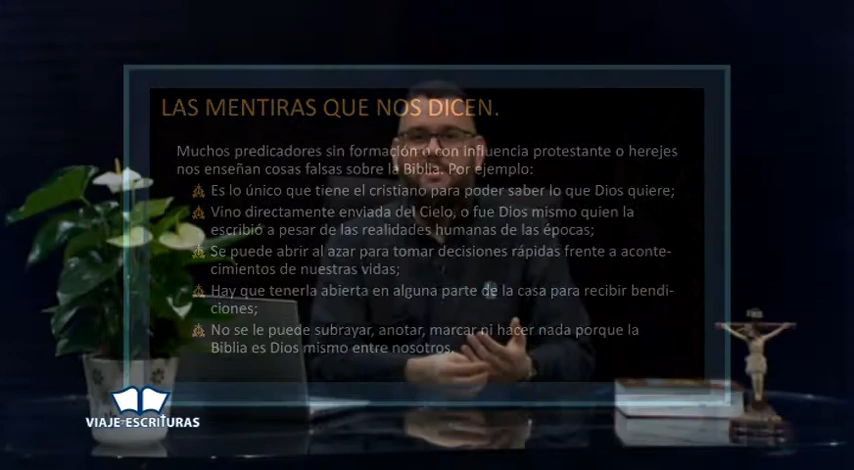 LAS MENTIRAS QUE NOS DICEN.
Muchos predicadores sin formación o con influencia protestante o herejes
nos enseñan cosas falsas sobre la Biblia. Por ejemplo:
Es lo único que tiene el cristiano para poder saber lo que Dios quiere;
Vino directamente enviada del Cielo, o fue Dios mismo quien la
escribió a pesar de las realidades humanas de las épocas;
Se puede abrir al azar para tomar decisiones rápidas frente a aconte-
cimientos de nuestras vidas;
Hay que tenerla abierta en alguna parte de la casa para recibir bendi-
ciones;
No se le puede subrayar, anotar, marcar ni hacer nada porque la
Biblia es Dios mismo entre nosotros.
VIAJE ESCRITURAS